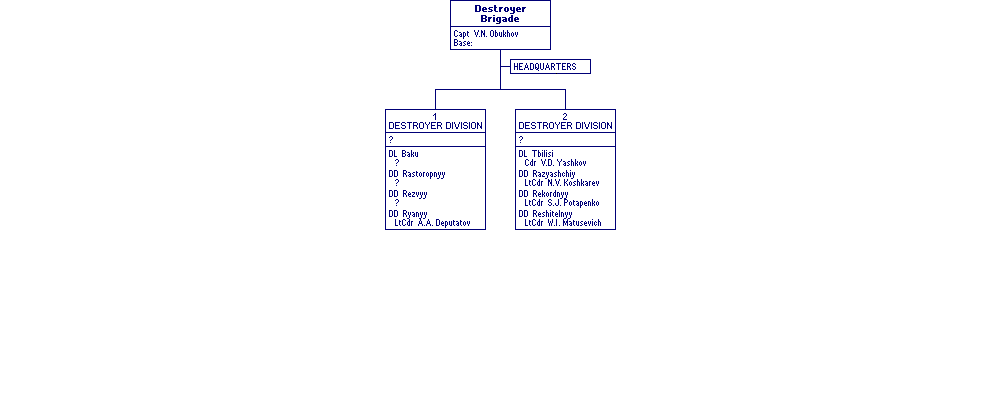 Destroyer
Brigade
Capt V.N. Obukhov
Base:
HEADQUARTERS
1
DESTROYER DIVISION
?
DL Baku
?
DD Rastoropnyy
?
DD Rezvyy
?
DD Ryanyy
LtCdr A.A. Deputatov
2
DESTROYER DIVISION
?
DL Tbilisi
Cdr V.D. Yashkov
DD Razyashchiy
LtCdr N.V. Koshkarev
DD Rekordnyy
LtCdr S.J. Potapenko
DD Reshitelnyy
LtCdr W.I. Matusevich